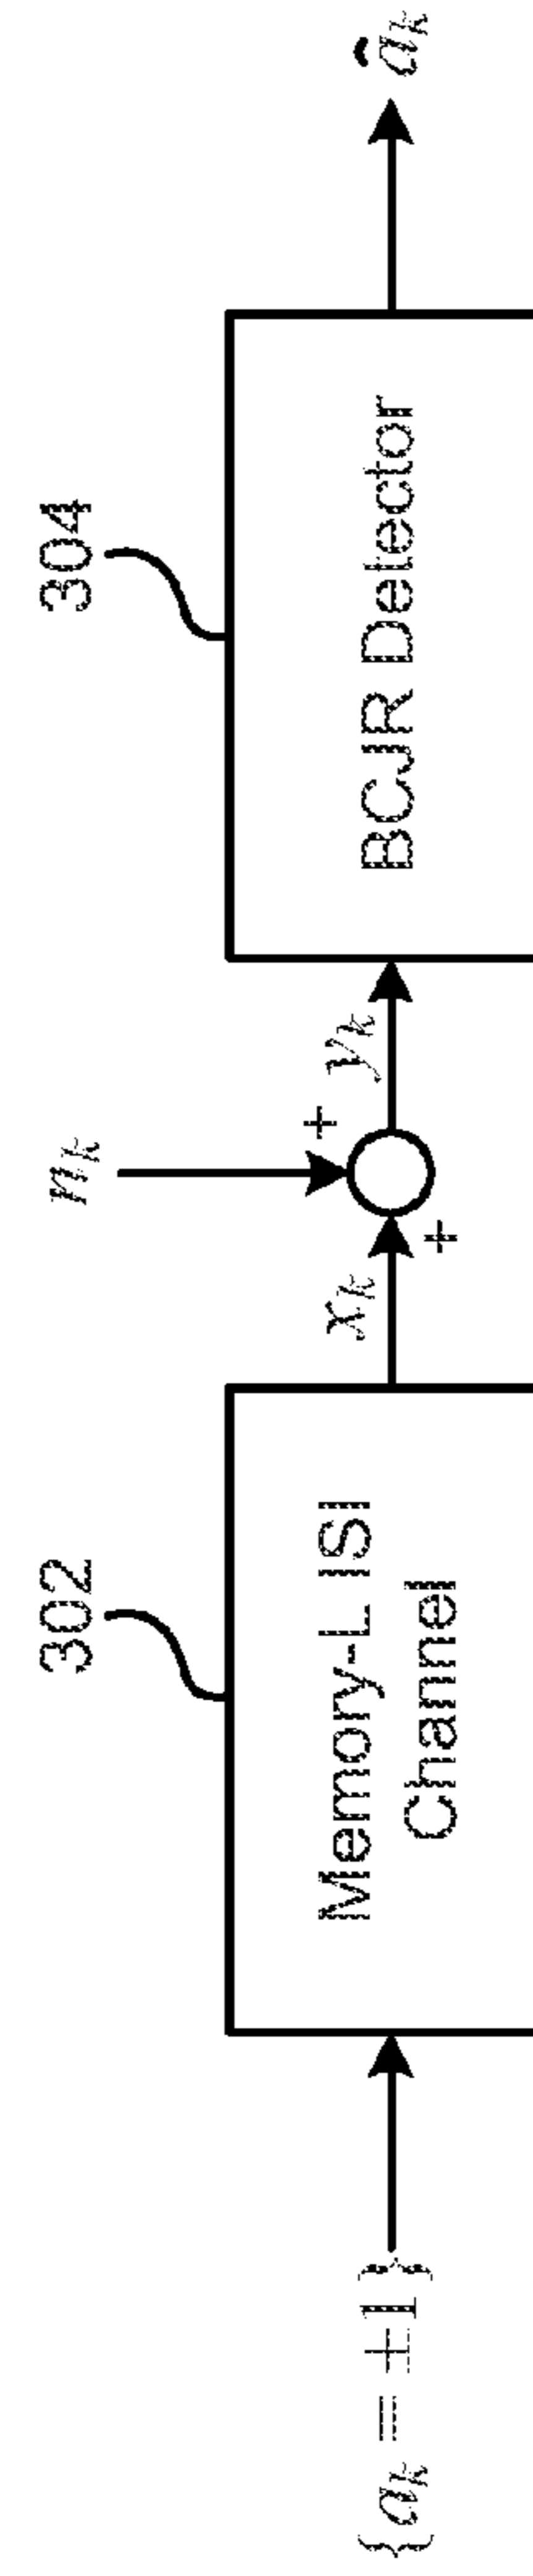 {a_k = ±1}
302
Memory-L ISI
Channel
x_k
+
n_k
+
y_k
304
BCJR Detector
â_k